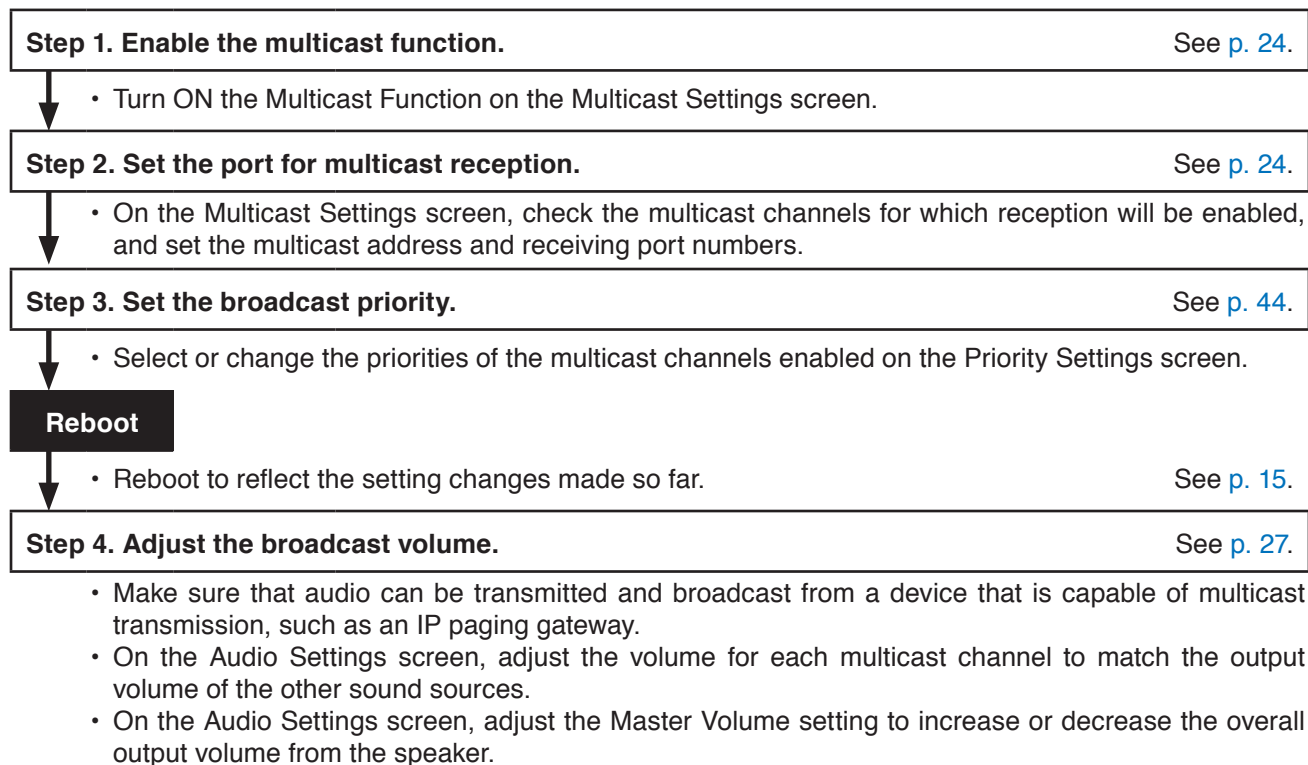 Step 1. Enable the multicast function. See p. 24.
• Turn ON the Multicast Function on the Multicast Settings screen.
Step 2. Set the port for multicast reception. See p. 24.
• On the Multicast Settings screen, check the multicast channels for which reception will be enabled,
and set the multicast address and receiving port numbers.
Step 3. Set the broadcast priority. See p. 44.
• Select or change the priorities of the multicast channels enabled on the Priority Settings screen.
Reboot
• Reboot to reflect the setting changes made so far. See p. 15.
Step 4. Adjust the broadcast volume. See p. 27.
• Make sure that audio can be transmitted and broadcast from a device that is capable of multicast
transmission, such as an IP paging gateway.
• On the Audio Settings screen, adjust the volume for each multicast channel to match the output
volume of the other sound sources.
• On the Audio Settings screen, adjust the Master Volume setting to increase or decrease the overall
output volume from the speaker.